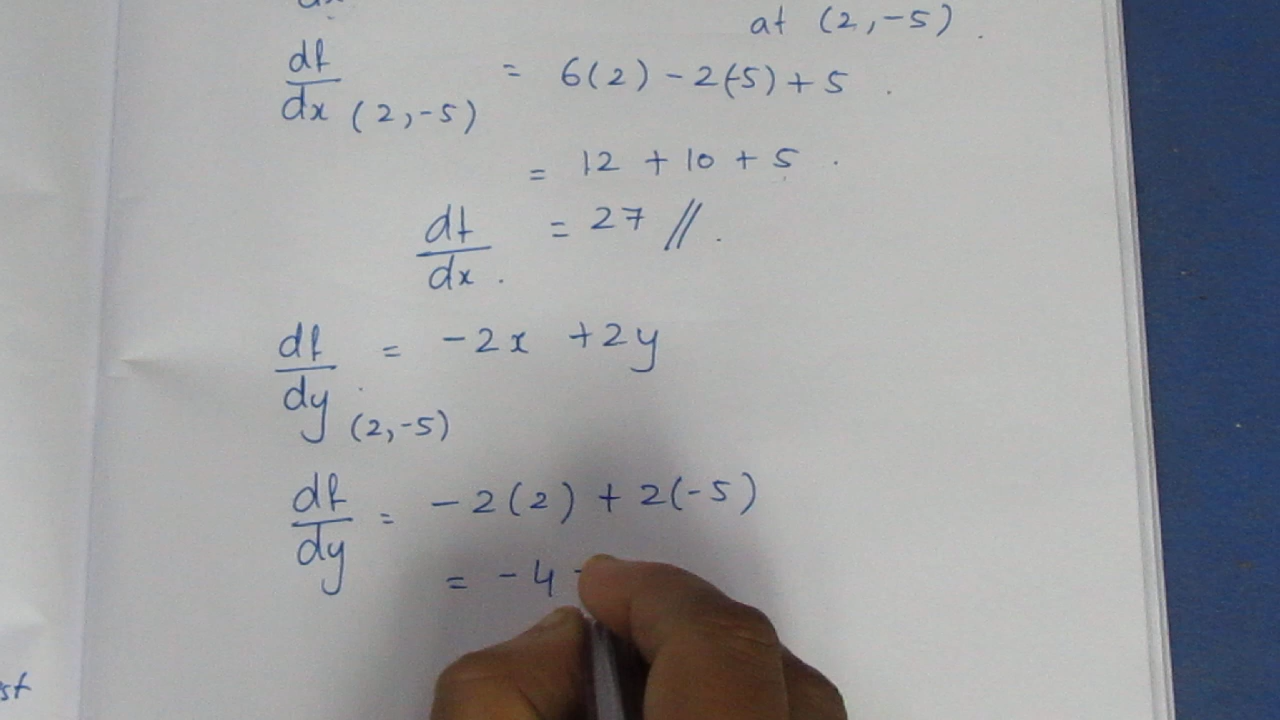 at (2,-5).
df/dx (2,-5) = 6(2) - 2(-5) + 5.
= 12 + 10 + 5.
df/dx. = 27 //.
df/dy (2,-5) = -2x + 2y
df/dy = -2(2) + 2(-5)
= -4 -
st